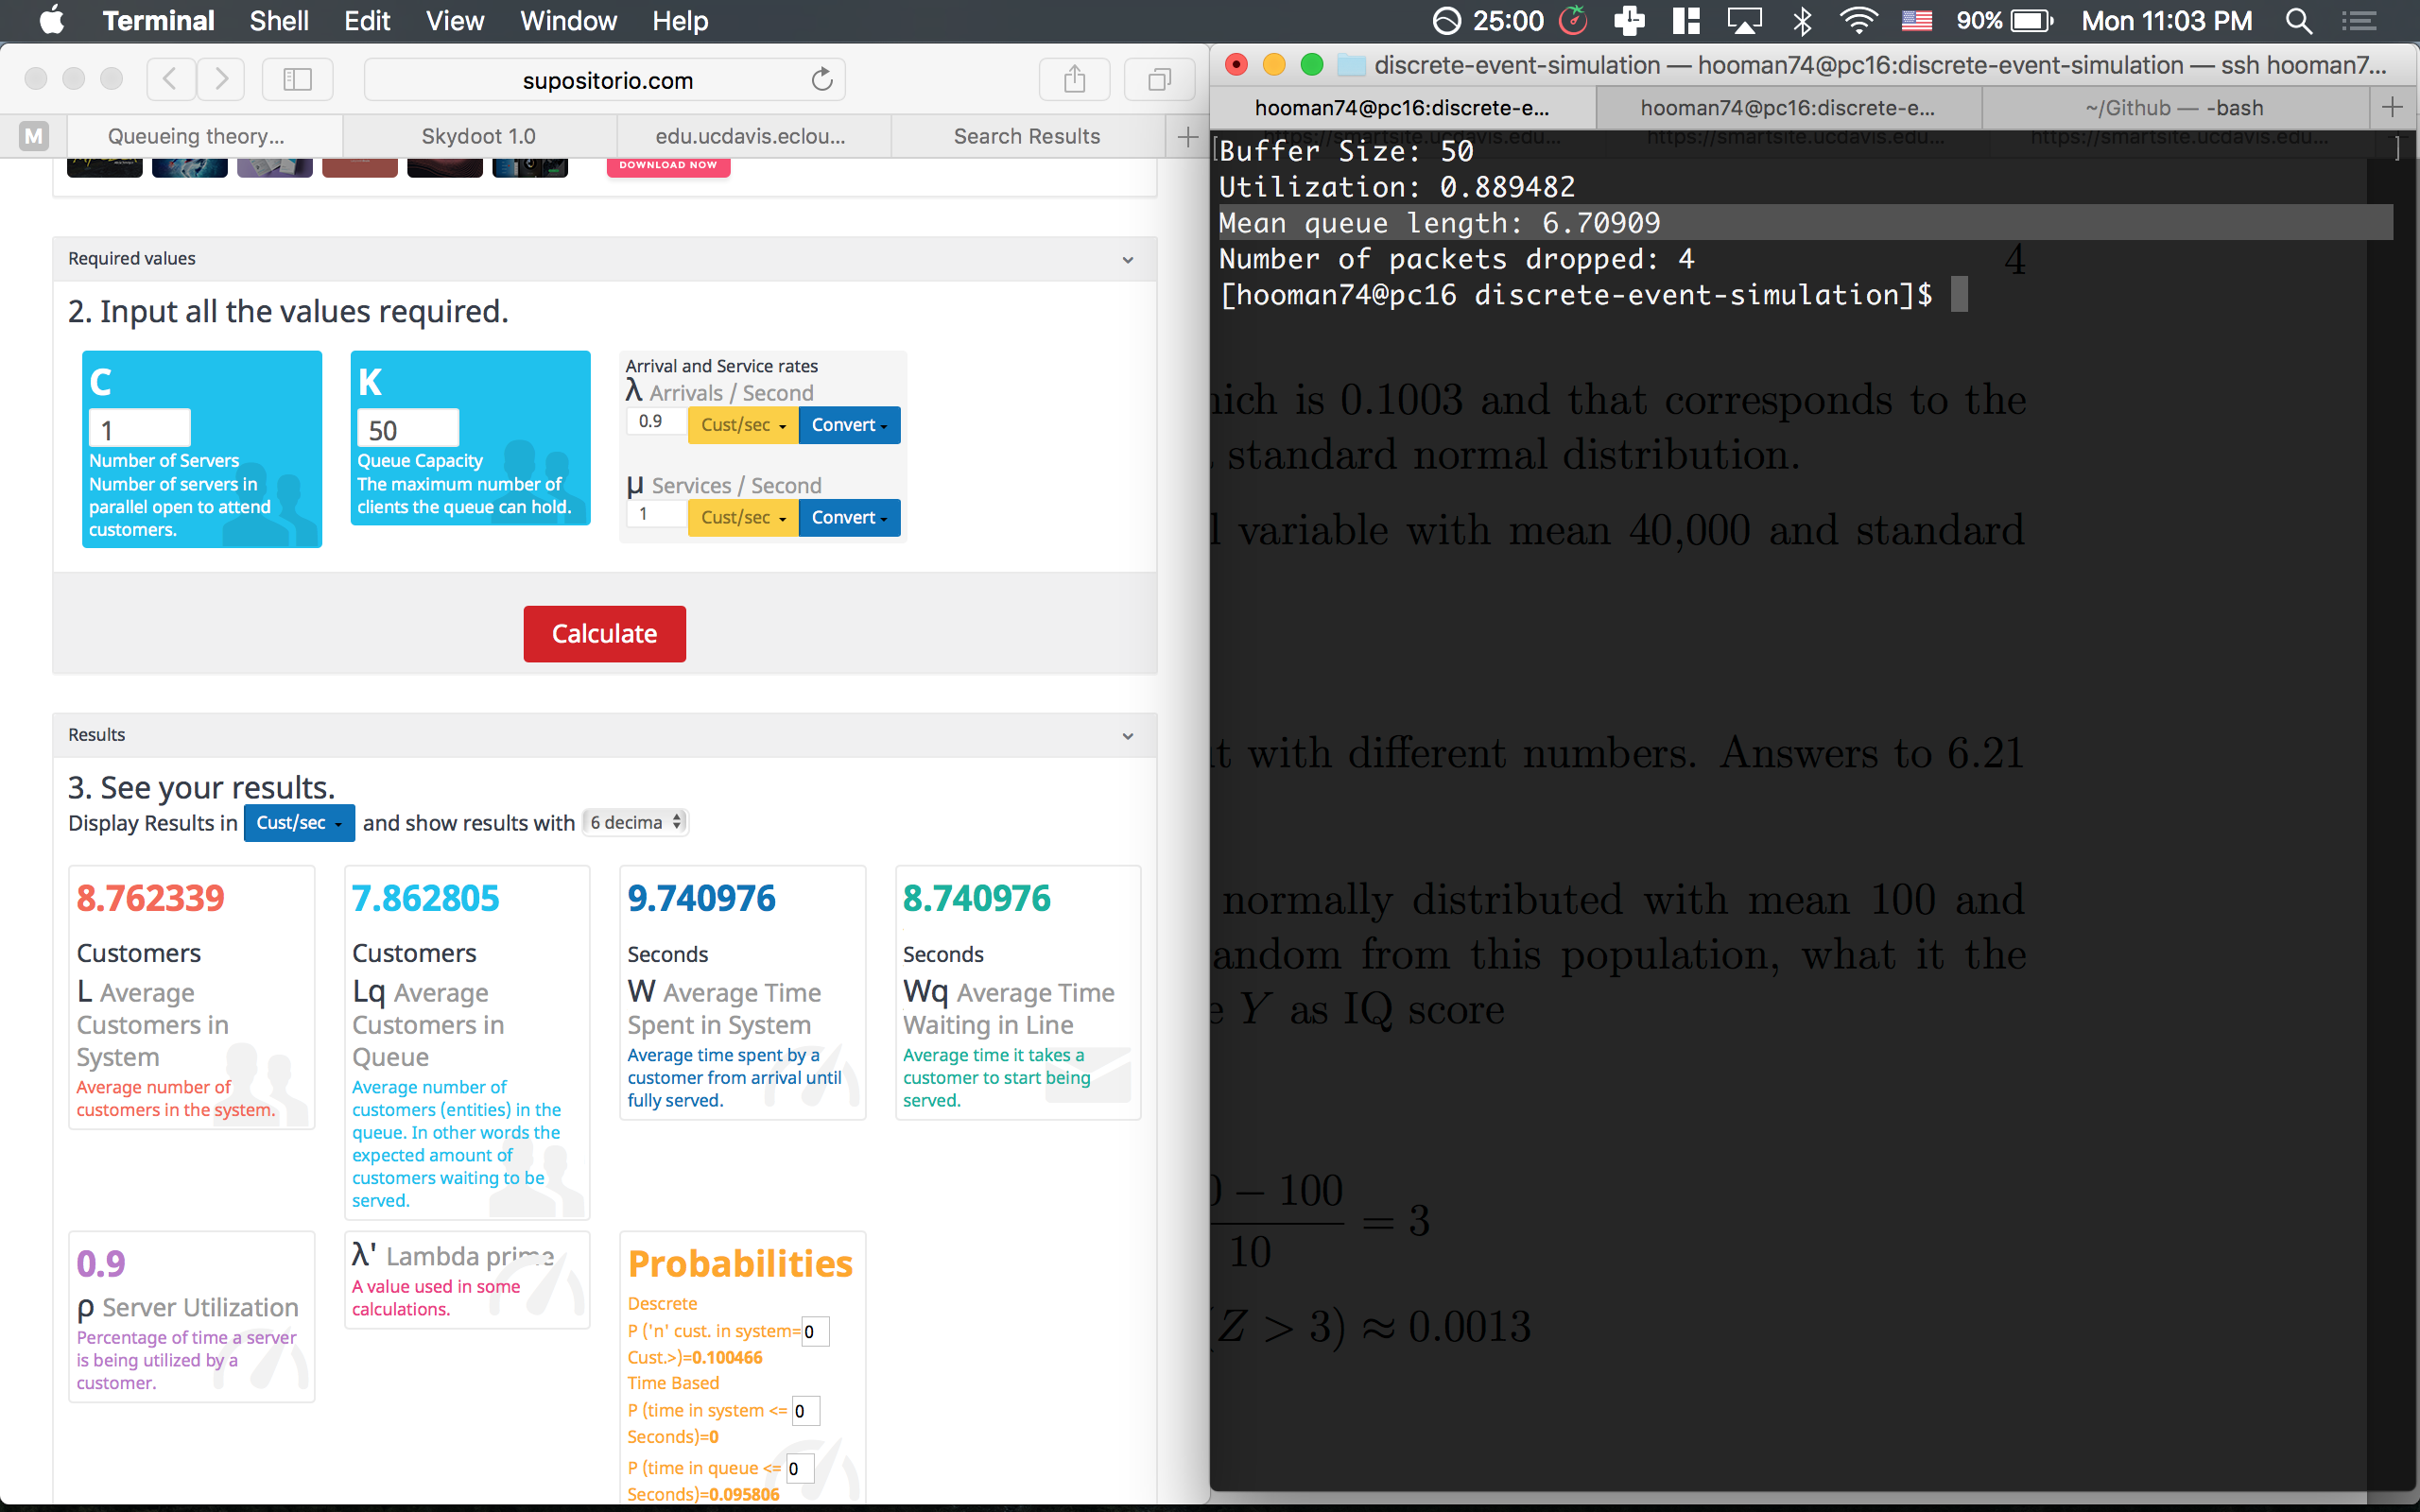 Terminal Shell Edit View Window Help 25:00 90% Mon 11:03 PM
supositorio.com
M Queueing theory... Skydoot 1.0 edu.ucdavis.eclou... Search Results
DOWNLOAD NOW
Required values
2. Input all the values required.
C
1
Number of Servers
Number of servers in
parallel open to attend
customers.
K
50
Queue Capacity
The maximum number of
clients the queue can hold.
Arrival and Service rates
λ Arrivals / Second
0.9 Cust/sec Convert
μ Services / Second
1 Cust/sec Convert
Calculate
Results
3. See your results.
Display Results in Cust/sec and show results with 6 decima
8.762339
Customers
L Average
Customers in
System
Average number of
customers in the system.
7.862805
Customers
Lq Average
Customers in
Queue
Average number of
customers (entities) in the
queue. In other words the
expected amount of
customers waiting to be
served.
9.740976
Seconds
W Average Time
Spent in System
Average time spent by a
customer from arrival until
fully served.
8.740976
Seconds
Wq Average Time
Waiting in Line
Average time it takes a
customer to start being
served.
0.9
ρ Server Utilization
Percentage of time a server
is being utilized by a
customer.
λ' Lambda prime
A value used in some
calculations.
Probabilities
Descrete
P ('n' cust. in system= 0
Cust.>)=0.100466
Time Based
P (time in system <= 0
Seconds)=0
P (time in queue <= 0
Seconds)=0.095806
discrete-event-simulation — hooman74@pc16:discrete-event-simulation — ssh hooman7...
hooman74@pc16:discrete-e... hooman74@pc16:discrete-e... ~/Github — -bash
https://smartsite.ucdavis.edu... https://smartsite.ucdavis.edu... https://smartsite.ucdavis.edu...
[Buffer Size: 50 ]
Utilization: 0.889482
Mean queue length: 6.70909
Number of packets dropped: 4
4
[hooman74@pc16 discrete-event-simulation]$
is 0.1003 and that corresponds to the
standard normal distribution.
variable with mean 40,000 and standard
with different numbers. Answers to 6.21
normally distributed with mean 100 and
from this population, what it the
Y as IQ score
− 100
= 3
10
Z > 3) ≈ 0.0013